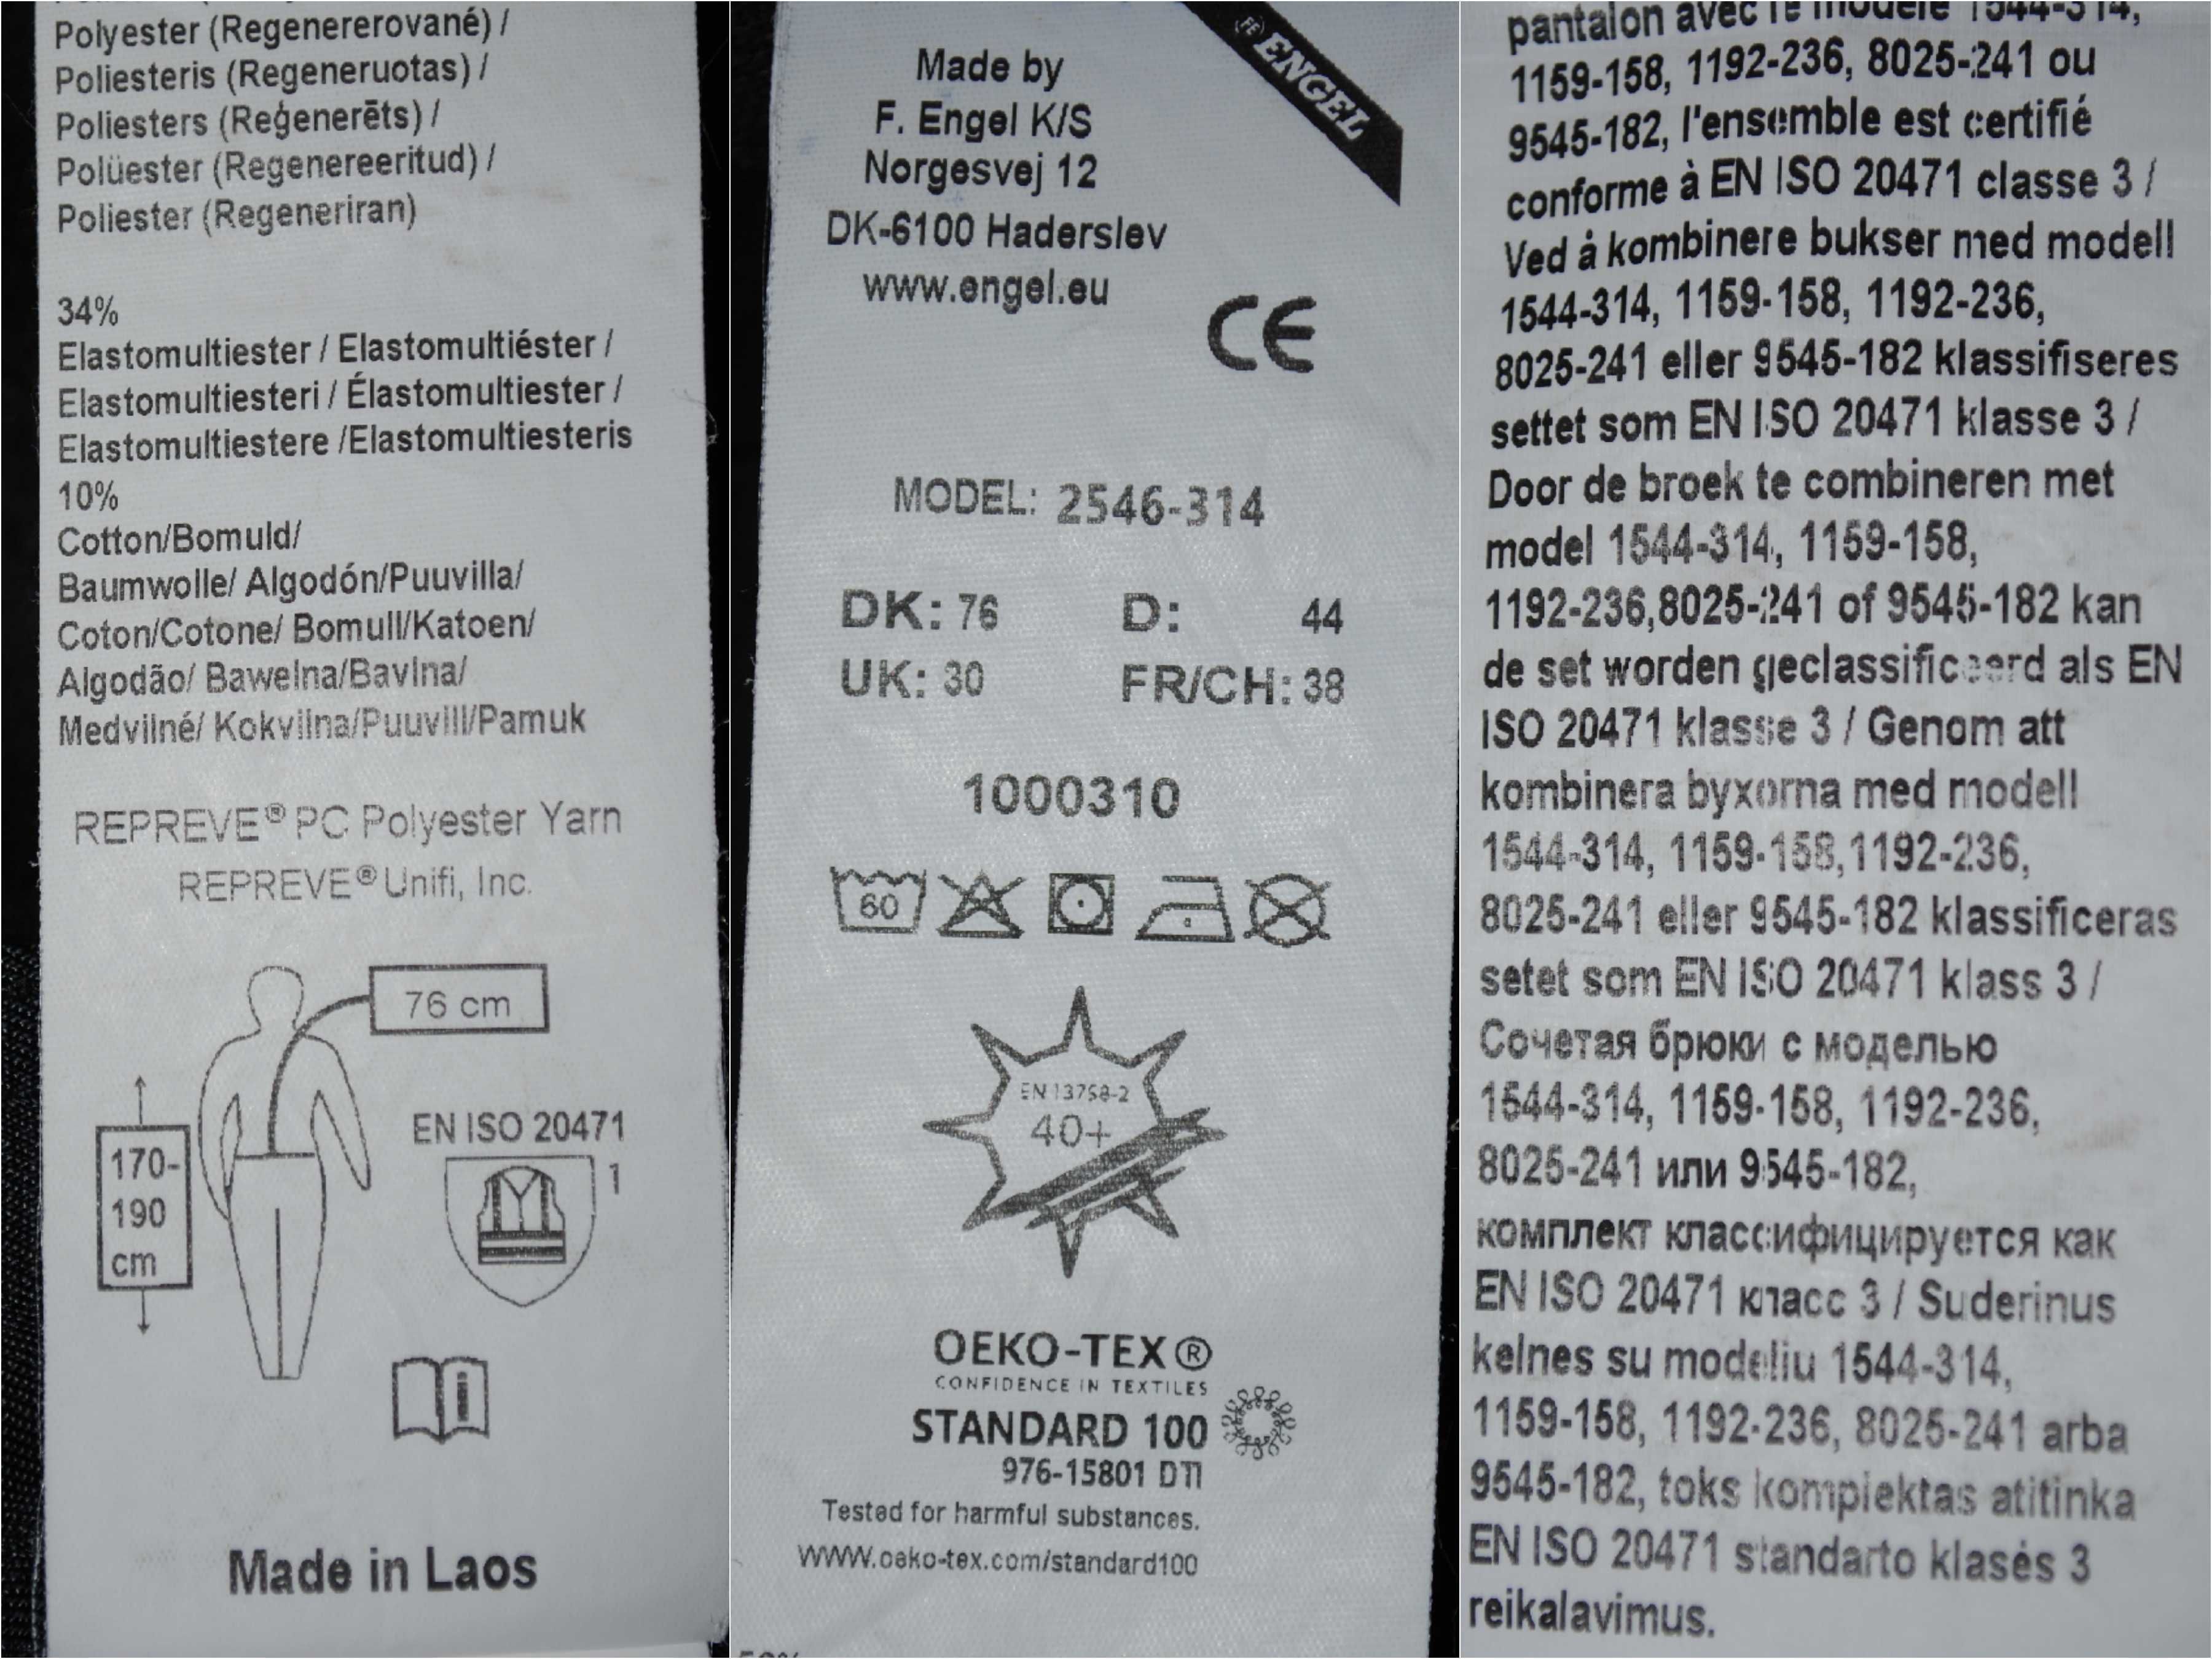 Polyester (Regenererované) /
Poliesteris (Regeneruotas) /
Poliesters (Reģenerēts) /
Polüester (Regenereeritud) /
Poliester (Regeneriran)
34%
Elastomultiester / Elastomultiéster /
Elastomultiesteri / Élastomultiester /
Elastomultiestere /Elastomultiesteris
10%
Cotton/Bomuld/
Baumwolle/ Algodón/Puuvilla/
Coton/Cotone/ Bomull/Katoen/
Algodão/ Bawelna/Bavlna/
Medvilné/ Kokvilna/Puuvill/Pamuk
REPREVE® PC Polyester Yarn
REPREVE® Unifi, Inc.
76 cm
170-
190
cm
EN ISO 20471
1
i
Made in Laos
FE ENGEL
Made by
F. Engel K/S
Norgesvej 12
DK-6100 Haderslev
www.engel.eu
CE
MODEL: 2546-314
DK: 76 D: 44
UK: 30 FR/CH: 38
1000310
60
EN 13758-2
40+
OEKO-TEX®
CONFIDENCE IN TEXTILES
STANDARD 100
976-15801 DTI
Tested for harmful substances.
WWW.oeko-tex.com/standard100
pantalon avec le modèle 1544-314,
1159-158, 1192-236, 8025-241 ou
9545-182, l'ensemble est certifié
conforme à EN ISO 20471 classe 3 /
Ved å kombinere bukser med modell
1544-314, 1159-158, 1192-236,
8025-241 eller 9545-182 klassifiseres
settet som EN ISO 20471 klasse 3 /
Door de broek te combineren met
model 1544-314, 1159-158,
1192-236,8025-241 of 9545-182 kan
de set worden geclassificeerd als EN
ISO 20471 klasse 3 / Genom att
kombinera byxorna med modell
1544-314, 1159-158,1192-236,
8025-241 eller 9545-182 klassificeras
setet som EN ISO 20471 klass 3 /
Сочетая брюки с моделью
1544-314, 1159-158, 1192-236,
8025-241 или 9545-182,
комплект классифицируется как
EN ISO 20471 класс 3 / Suderinus
kelnes su modeliu 1544-314,
1159-158, 1192-236, 8025-241 arba
9545-182, toks komplektas atitinka
EN ISO 20471 standarto klasės 3
reikalavimus.